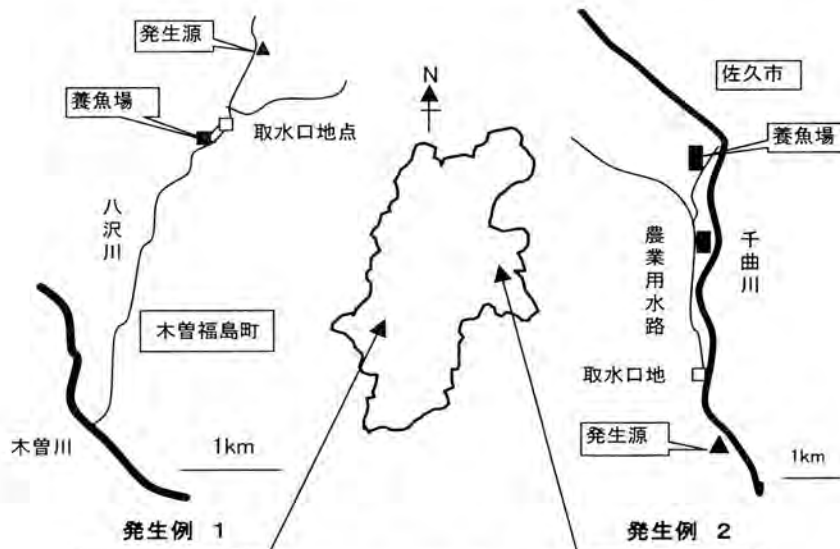 発生源
養魚場
取水口地点
八沢川
木曽福島町
木曽川
1km
発生例 1
N
佐久市
養魚場
農業用水路
千曲川
取水口地
発生源
1km
発生例 2